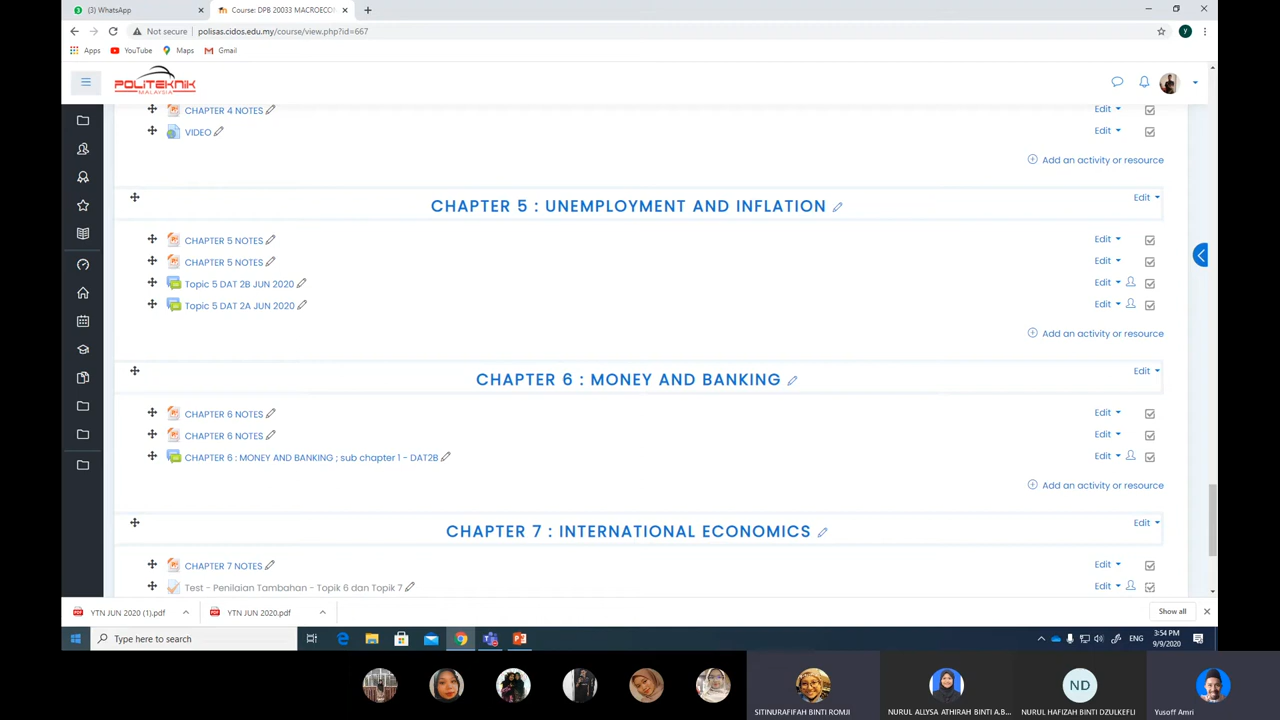 (3) WhatsApp
Course: DPB 20033 MACROECON
Not secure
polisas.cidos.edu.my/course/view.php?id=667
y
Apps
YouTube
Maps
Gmail
POLITEKNIK
MALAYSIA
CHAPTER 4 NOTES
Edit
VIDEO
Edit
Add an activity or resource
CHAPTER 5 : UNEMPLOYMENT AND INFLATION
Edit
CHAPTER 5 NOTES
Edit
CHAPTER 5 NOTES
Edit
Topic 5 DAT 2B JUN 2020
Edit
Topic 5 DAT 2A JUN 2020
Edit
Add an activity or resource
CHAPTER 6 : MONEY AND BANKING
Edit
CHAPTER 6 NOTES
Edit
CHAPTER 6 NOTES
Edit
CHAPTER 6 : MONEY AND BANKING ; sub chapter 1 - DAT2B
Edit
Add an activity or resource
CHAPTER 7 : INTERNATIONAL ECONOMICS
Edit
CHAPTER 7 NOTES
Edit
Test - Penilaian Tambahan - Topik 6 dan Topik 7
Edit
YTN JUN 2020 (1).pdf
YTN JUN 2020.pdf
Show all
Type here to search
ENG
3:54 PM
9/9/2020
ND
SITINURAFIFAH BINTI ROMJI
NURUL ALLYSA ATHIRAH BINTI A.B...
NURUL HAFIZAH BINTI DZULKEFLI
Yusoff Amri